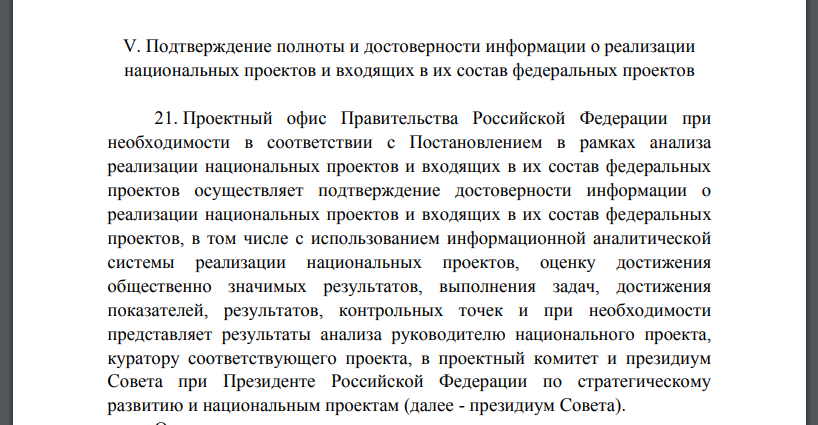 V. Подтверждение полноты и достоверности информации о реализации
национальных проектов и входящих в их состав федеральных проектов
21. Проектный офис Правительства Российской Федерации при
необходимости в соответствии с Постановлением в рамках анализа
реализации национальных проектов и входящих в их состав федеральных
проектов осуществляет подтверждение достоверности информации о
реализации национальных проектов и входящих в их состав федеральных
проектов, в том числе с использованием информационной аналитической
системы реализации национальных проектов, оценку достижения
общественно значимых результатов, выполнения задач, достижения
показателей, результатов, контрольных точек и при необходимости
представляет результаты анализа руководителю национального проекта,
куратору соответствующего проекта, в проектный комитет и президиум
Совета при Президенте Российской Федерации по стратегическому
развитию и национальным проектам (далее - президиум Совета).